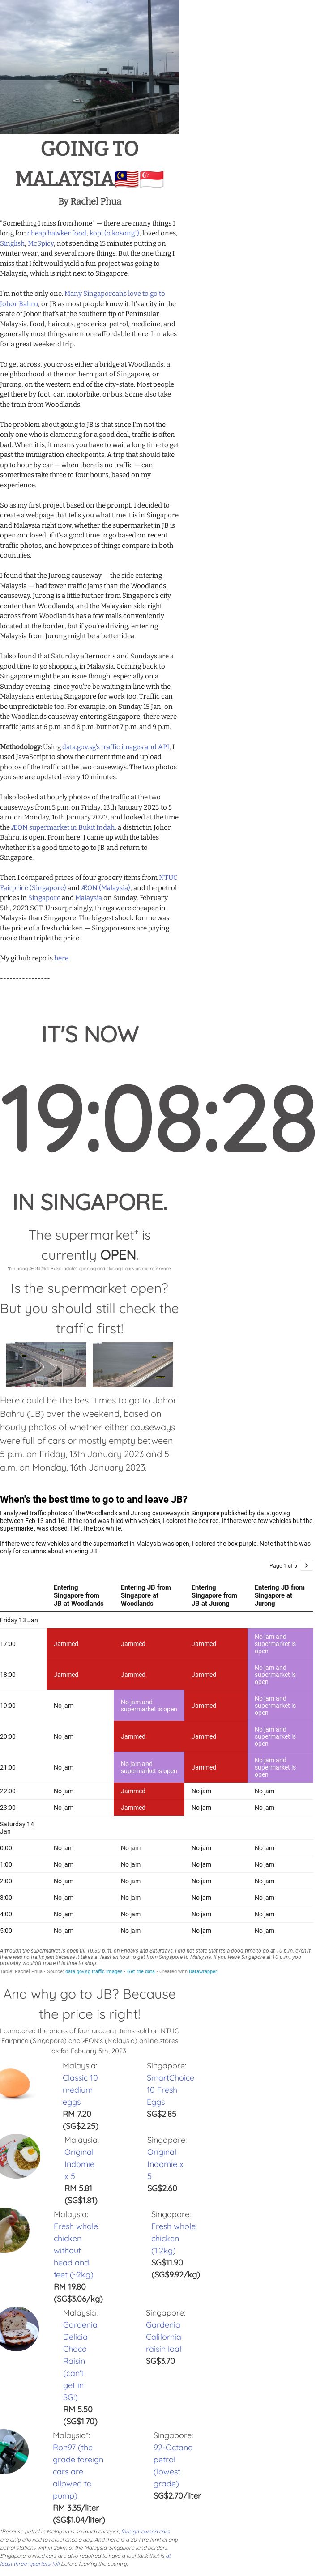 GOING TO
MALAYSIA🇲🇾🇸🇬
By Rachel Phua
"Something I miss from home" — there are many things I
long for: cheap hawker food, kopi (o kosong!), loved ones,
Singlish, McSpicy, not spending 15 minutes putting on
winter wear, and several more things. But the one thing I
miss that I felt would yield a fun project was going to
Malaysia, which is right next to Singapore.
I'm not the only one. Many Singaporeans love to go to
Johor Bahru, or JB as most people know it. It's a city in the
state of Johor that's at the southern tip of Peninsular
Malaysia. Food, haircuts, groceries, petrol, medicine, and
generally most things are more affordable there. It makes
for a great weekend trip.
To get across, you cross either a bridge at Woodlands, a
neighborhood at the northern part of Singapore, or
Jurong, on the western end of the city-state. Most people
get there by foot, car, motorbike, or bus. Some also take
the train from Woodlands.
The problem about going to JB is that since I'm not the
only one who is clamoring for a good deal, traffic is often
bad. When it is, it means you have to wait a long time to get
past the immigration checkpoints. A trip that should take
up to hour by car — when there is no traffic — can
sometimes take three to four hours, based on my
experience.
So as my first project based on the prompt, I decided to
create a webpage that tells you what time it is in Singapore
and Malaysia right now, whether the supermarket in JB is
open or closed, if it's a good time to go based on recent
traffic photos, and how prices of things compare in both
countries.
I found that the Jurong causeway — the side entering
Malaysia — had fewer traffic jams than the Woodlands
causeway. Jurong is a little further from Singapore's city
center than Woodlands, and the Malaysian side right
across from Woodlands has a few malls conveniently
located at the border, but if you're driving, entering
Malaysia from Jurong might be a better idea.
I also found that Saturday afternoons and Sundays are a
good time to go shopping in Malaysia. Coming back to
Singapore might be an issue though, especially on a
Sunday evening, since you're be waiting in line with the
Malaysians entering Singapore for work too. Traffic can
be unpredictable too. For example, on Sunday 15 Jan, on
the Woodlands causeway entering Singapore, there were
traffic jams at 6 p.m. and 8 p.m. but not 7 p.m. and 9 p.m.
Methodology: Using data.gov.sg's traffic images and API, I
used JavaScript to show the current time and upload
photos of the traffic at the two causeways. The two photos
you see are updated every 10 minutes.
I also looked at hourly photos of the traffic at the two
causeways from 5 p.m. on Friday, 13th January 2023 to 5
a.m. on Monday, 16th January 2023, and looked at the time
the ÆON supermarket in Bukit Indah, a district in Johor
Bahru, is open. From here, I came up with the tables
whether it's a good time to go to JB and return to
Singapore.
Then I compared prices of four grocery items from NTUC
Fairprice (Singapore) and ÆON (Malaysia), and the petrol
prices in Singapore and Malaysia on Sunday, February
5th, 2023 SGT. Unsurprisingly, things were cheaper in
Malaysia than Singapore. The biggest shock for me was
the price of a fresh chicken — Singaporeans are paying
more than triple the price.
My github repo is here.
----------------
IT'S NOW
19:08:28
IN SINGAPORE.
The supermarket* is
currently OPEN.
*I'm using ÆON Mall Bukit Indah's opening and closing hours as my reference.
Is the supermarket open?
But you should still check the
traffic first!
Here could be the best times to go to Johor
Bahru (JB) over the weekend, based on
hourly photos of whether either causeways
were full of cars or mostly empty between
5 p.m. on Friday, 13th January 2023 and 5
a.m. on Monday, 16th January 2023.
When's the best time to go to and leave JB?
I analyzed traffic photos of the Woodlands and Jurong causeways in Singapore published by data.gov.sg
between Feb 13 and 16. If the road was filled with vehicles, I colored the box red. If there were few vehicles but the
supermarket was closed, I left the box white.
If there were few vehicles and the supermarket in Malaysia was open, I colored the box purple. Note that this was
only for columns about entering JB.
Page 1 of 5 >
Entering Singapore from JB at Woodlands	Entering JB from Singapore at Woodlands	Entering Singapore from JB at Jurong	Entering JB from Singapore at Jurong
Friday 13 Jan
17:00 Jammed Jammed Jammed No jam and supermarket is open
18:00 Jammed Jammed Jammed No jam and supermarket is open
19:00 No jam No jam and supermarket is open Jammed No jam and supermarket is open
20:00 No jam Jammed Jammed No jam and supermarket is open
21:00 No jam No jam and supermarket is open Jammed No jam and supermarket is open
22:00 No jam Jammed No jam No jam
23:00 No jam Jammed No jam No jam
Saturday 14 Jan
0:00 No jam No jam No jam No jam
1:00 No jam No jam No jam No jam
2:00 No jam No jam No jam No jam
3:00 No jam No jam No jam No jam
4:00 No jam No jam No jam No jam
5:00 No jam No jam No jam No jam
Although the supermarket is open till 10:30 p.m. on Fridays and Saturdays, I did not state that it's a good time to go at 10 p.m. even if
there was no traffic jam because it takes at least an hour to get from Singapore to Malaysia. If you leave Singapore at 10 p.m., you
probably wouldn't make it in time to shop.
Table: Rachel Phua • Source: data.gov.sg traffic images • Get the data • Created with Datawrapper
And why go to JB? Because
the price is right!
I compared the prices of four grocery items sold on NTUC
Fairprice (Singapore) and ÆON's (Malaysia) online stores
as for Febuary 5th, 2023.
Malaysia:
Classic 10
medium
eggs
RM 7.20
(SG$2.25)
Singapore:
SmartChoice
10 Fresh
Eggs
SG$2.85
Malaysia:
Original
Indomie
x 5
RM 5.81
(SG$1.81)
Singapore:
Original
Indomie x
5
SG$2.60
Malaysia:
Fresh whole
chicken
without
head and
feet (~2kg)
RM 19.80
(SG$3.06/kg)
Singapore:
Fresh whole
chicken
(1.2kg)
SG$11.90
(SG$9.92/kg)
Malaysia:
Gardenia
Delicia
Choco
Raisin
(can't
get in
SG!)
RM 5.50
(SG$1.70)
Singapore:
Gardenia
California
raisin loaf
SG$3.70
Malaysia*:
Ron97 (the
grade foreign
cars are
allowed to
pump)
RM 3.35/liter
(SG$1.04/liter)
Singapore:
92-Octane
petrol
(lowest
grade)
SG$2.70/liter
*Because petrol in Malaysia is so much cheaper, foreign-owned cars
are only allowed to refuel once a day. And there is a 20-litre limit at any
petrol stations within 25km of the Malaysia-Singapore borders.
Singapore-owned cars are also required to have a fuel tank that is at
least three-quarters full before leaving the country.